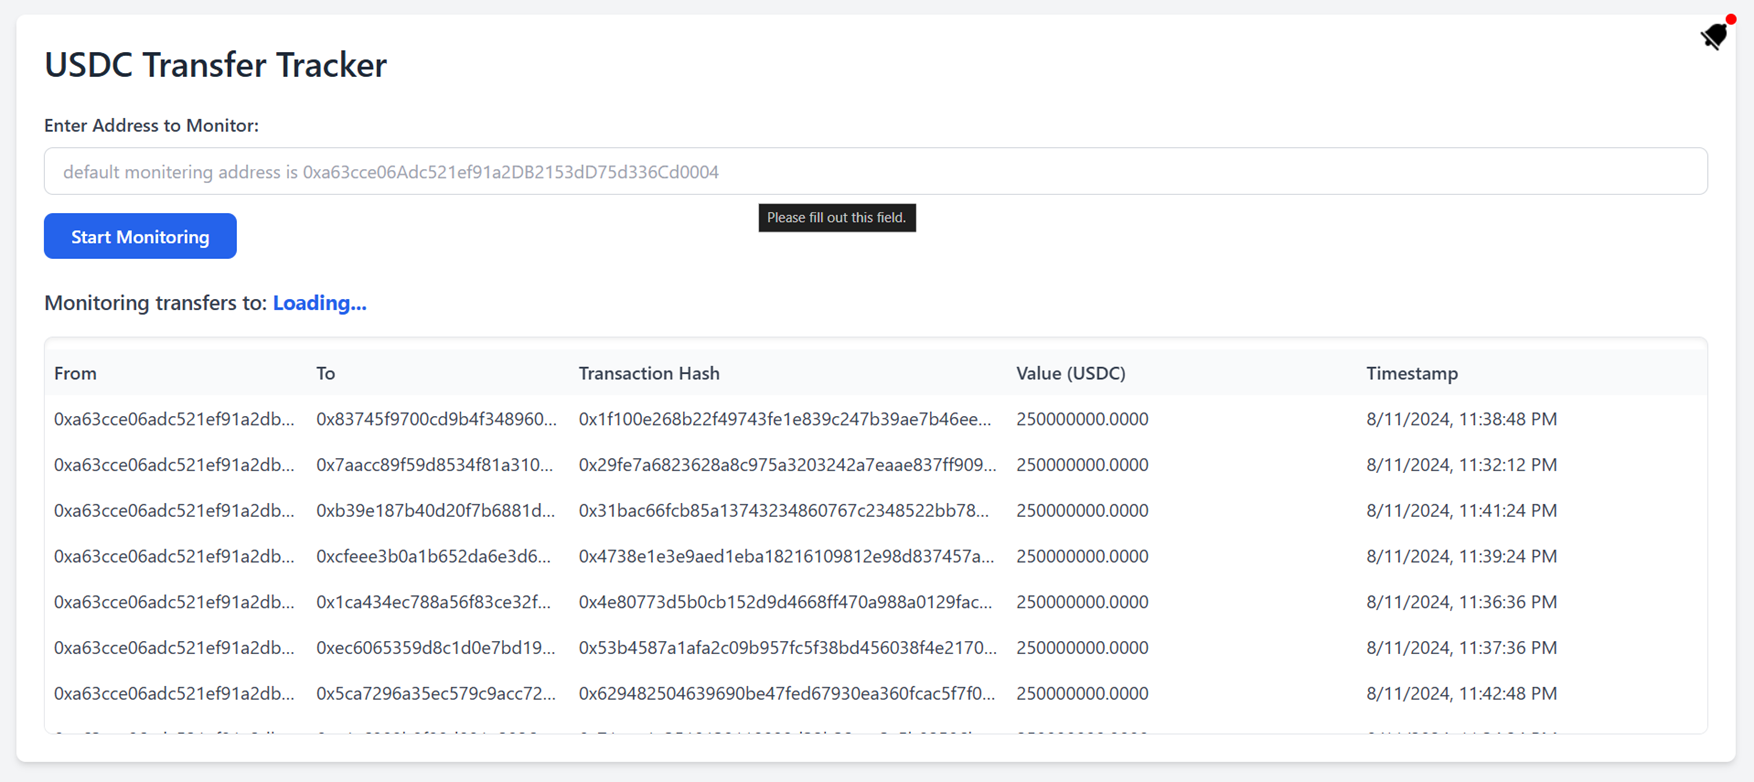 USDC Transfer Tracker
Enter Address to Monitor:
default monitering address is 0xa63cce06Adc521ef91a2DB2153dD75d336Cd0004
Please fill out this field.
Start Monitoring
Monitoring transfers to: Loading...
From To Transaction Hash Value (USDC) Timestamp
0xa63cce06adc521ef91a2db... 0x83745f9700cd9b4f348960... 0x1f100e268b22f49743fe1e839c247b39ae7b46ee... 250000000.0000 8/11/2024, 11:38:48 PM
0xa63cce06adc521ef91a2db... 0x7aacc89f59d8534f81a310... 0x29fe7a6823628a8c975a3203242a7eaae837ff909... 250000000.0000 8/11/2024, 11:32:12 PM
0xa63cce06adc521ef91a2db... 0xb39e187b40d20f7b6881d... 0x31bac66fcb85a13743234860767c2348522bb78... 250000000.0000 8/11/2024, 11:41:24 PM
0xa63cce06adc521ef91a2db... 0xcfeee3b0a1b652da6e3d6... 0x4738e1e3e9aed1eba18216109812e98d837457a... 250000000.0000 8/11/2024, 11:39:24 PM
0xa63cce06adc521ef91a2db... 0x1ca434ec788a56f83ce32f... 0x4e80773d5b0cb152d9d4668ff470a988a0129fac... 250000000.0000 8/11/2024, 11:36:36 PM
0xa63cce06adc521ef91a2db... 0xec6065359d8c1d0e7bd19... 0x53b4587a1afa2c09b957fc5f38bd456038f4e2170... 250000000.0000 8/11/2024, 11:37:36 PM
0xa63cce06adc521ef91a2db... 0x5ca7296a35ec579c9acc72... 0x629482504639690be47fed67930ea360fcac5f7f0... 250000000.0000 8/11/2024, 11:42:48 PM